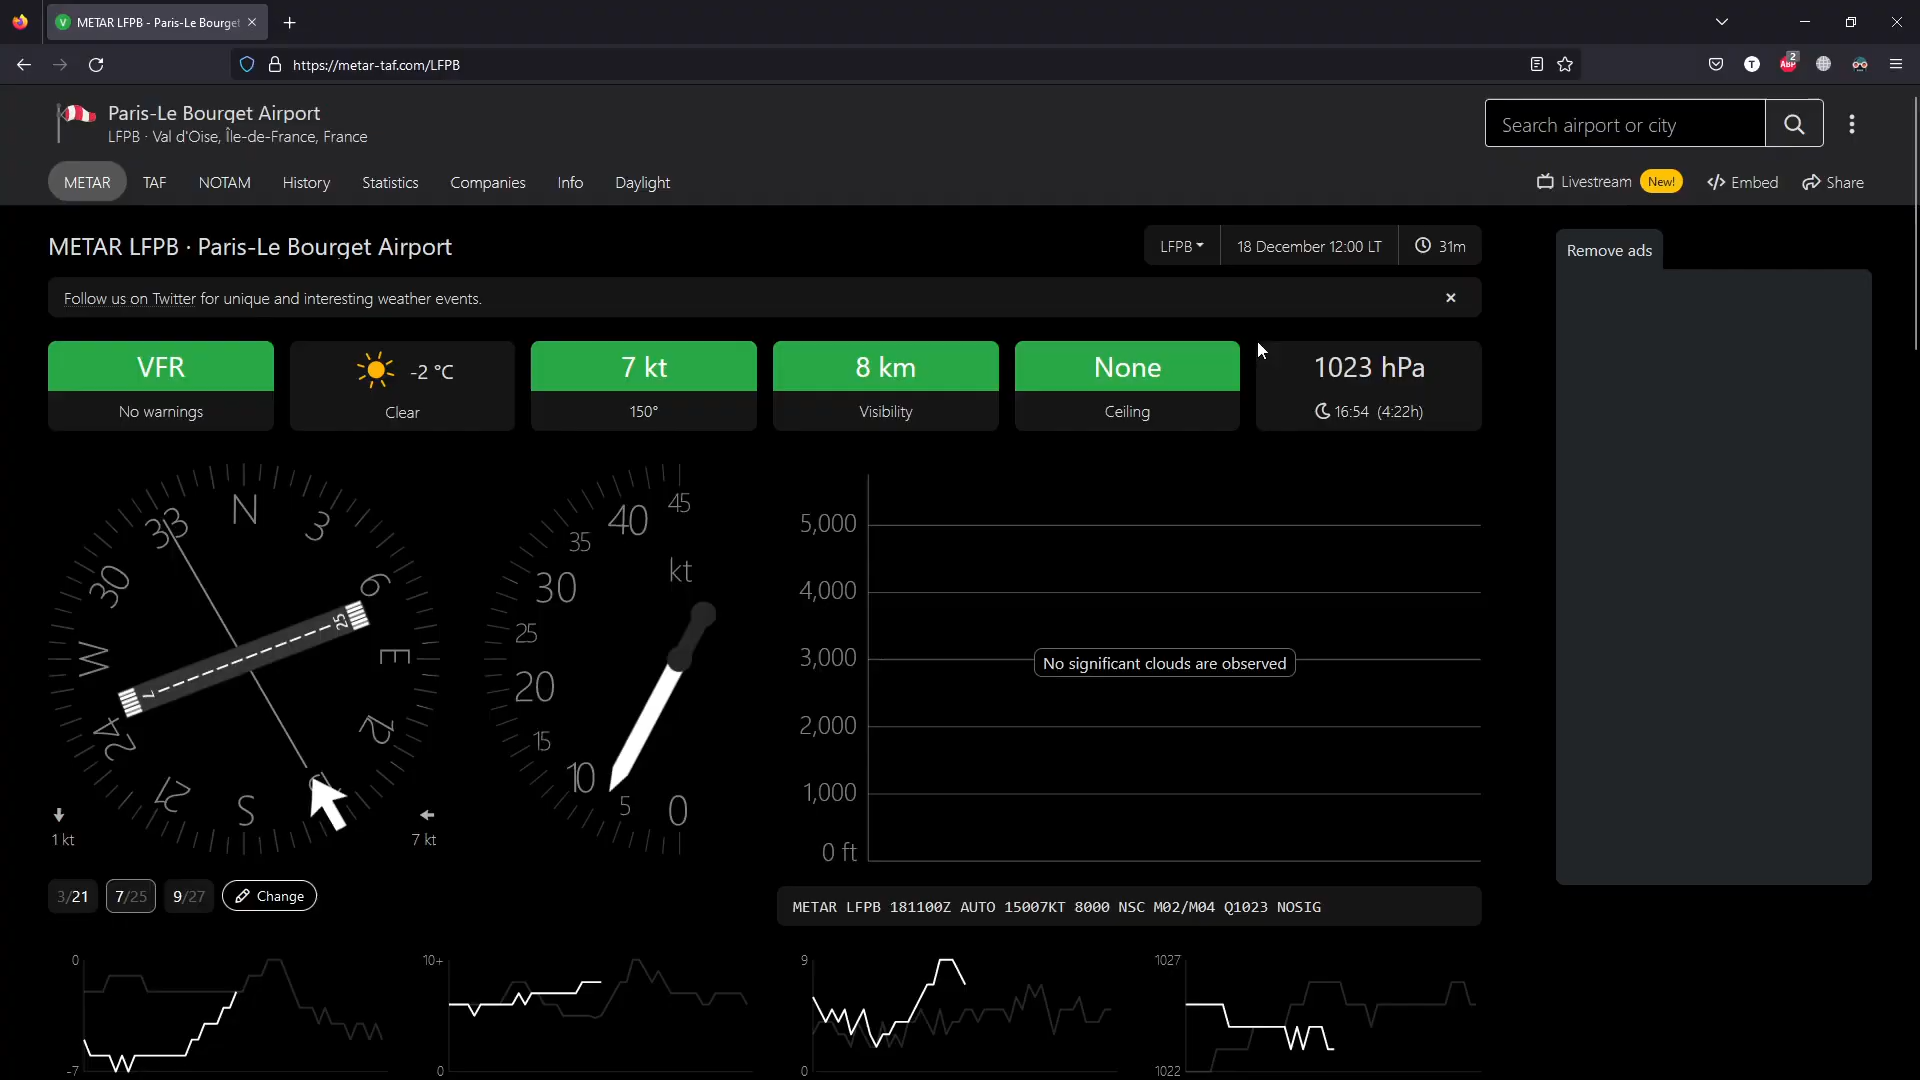 METAR LFPB - Paris-Le Bourget
https://metar-taf.com/LFPB
2
Paris-Le Bourget Airport
LFPB · Val d'Oise, Île-de-France, France
Search airport or city
METAR TAF NOTAM History Statistics Companies Info Daylight Livestream New! Embed Share
METAR LFPB · Paris-Le Bourget Airport
LFPB 18 December 12:00 LT 31m
Remove ads
Follow us on Twitter for unique and interesting weather events.
VFR
No warnings
-2 °C
Clear
7 kt
150°
8 km
Visibility
None
Ceiling
1023 hPa
16:54 (4:22h)
N
3
6
E
12
S
21
24
W
30
33
25
7
1 kt
7 kt
45
40
35
30
25
20
15
10
5
0
kt
5,000
4,000
3,000
2,000
1,000
0 ft
No significant clouds are observed
3/21 7/25 9/27 Change
METAR LFPB 181100Z AUTO 15007KT 8000 NSC M02/M04 Q1023 NOSIG
0
-7
10+
0
9
0
1027
1022